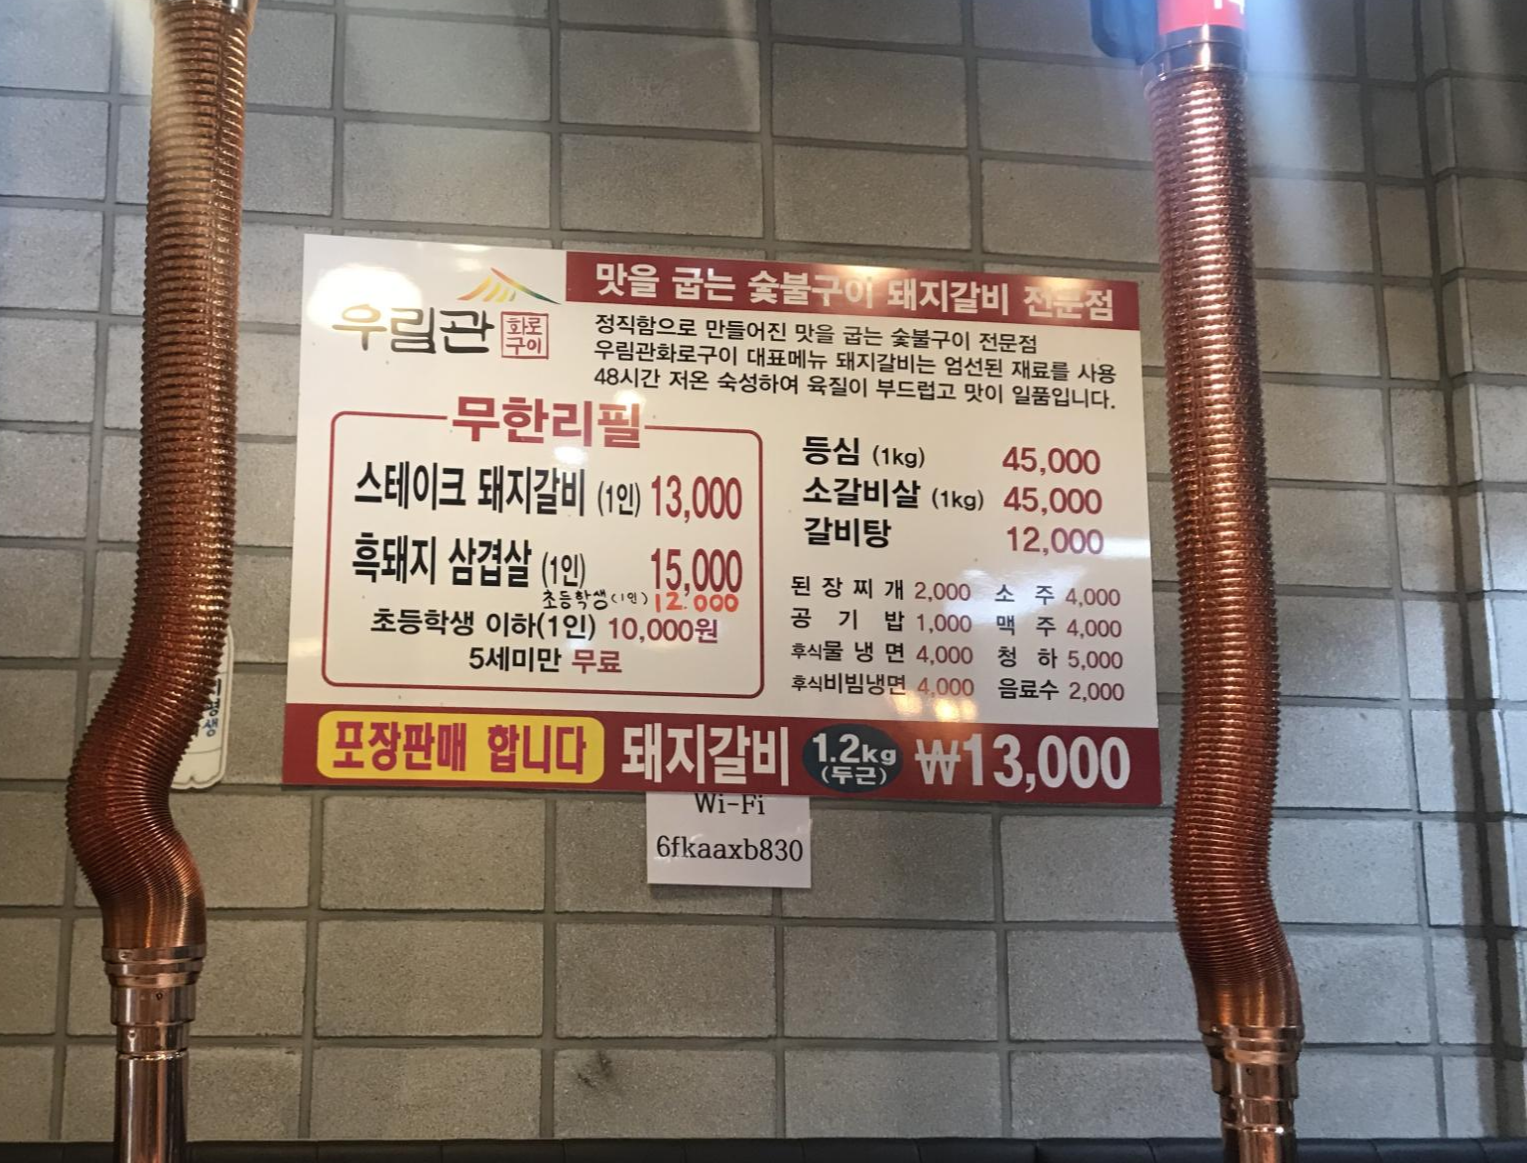 우림관 화로구이
맛을 굽는 숯불구이 돼지갈비 전문점
정직함으로 만들어진 맛을 굽는 숯불구이 전문점
우림관화로구이 대표메뉴 돼지갈비는 엄선된 재료를 사용
48시간 저온 숙성하여 육질이 부드럽고 맛이 일품입니다.
무한리필
스테이크 돼지갈비 (1인) 13,000
흑돼지 삼겹살 (1인) 15,000
초등학생(1인) 12.000
초등학생 이하(1인) 10,000원
5세미만 무료
등심 (1kg) 45,000
소갈비살 (1kg) 45,000
갈비탕 12,000
된장찌개 2,000 소주 4,000
공기밥 1,000 맥주 4,000
후식물냉면 4,000 청하 5,000
후식비빔냉면 4,000 음료수 2,000
포장판매 합니다 돼지갈비 1.2kg (두근) ₩13,000
Wi-Fi
6fkaaxb830